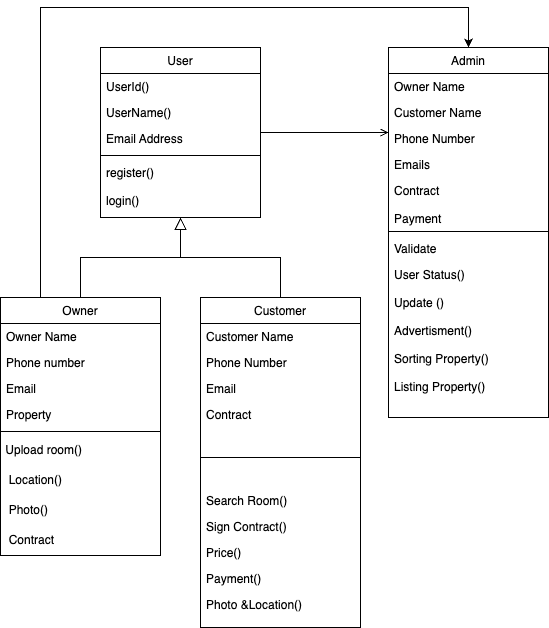 User
UserId()
UserName()
Email Address
register()
login()
Admin
Owner Name
Customer Name
Phone Number
Emails
Contract
Payment
Validate
User Status()
Update ()
Advertisment()
Sorting Property()
Listing Property()
Owner
Owner Name
Phone number
Email
Property
Upload room()
Location()
Photo()
Contract
Customer
Customer Name
Phone Number
Email
Contract
Search Room()
Sign Contract()
Price()
Payment()
Photo &Location()